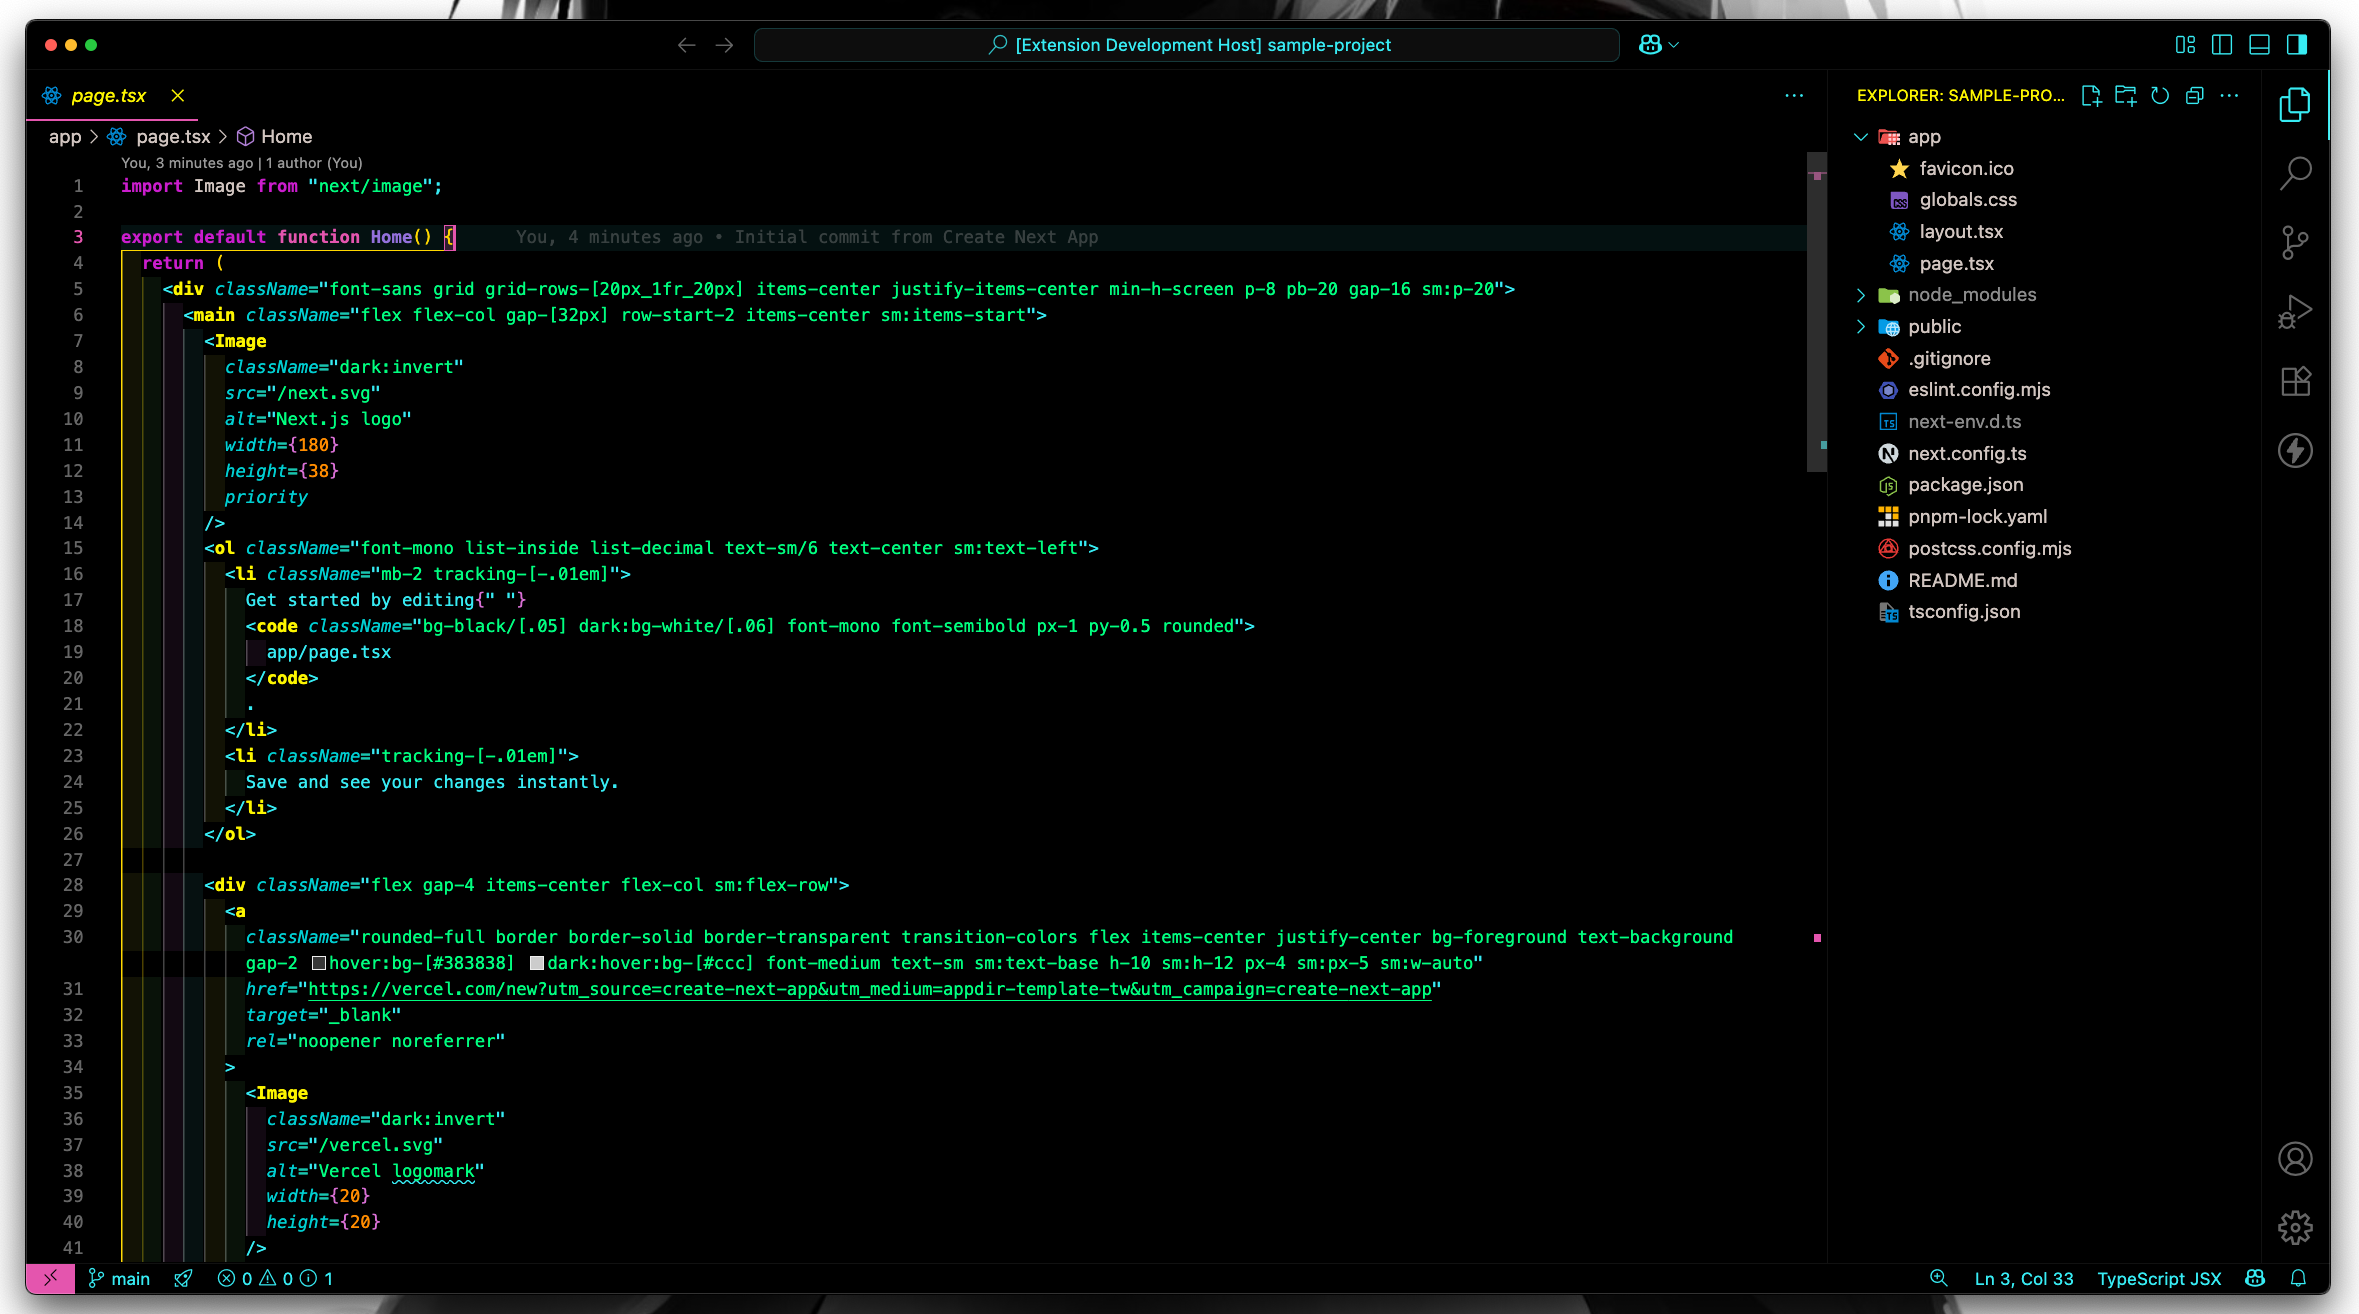 [Extension Development Host] sample-project
page.tsx
app > page.tsx > Home
You, 3 minutes ago | 1 author (You)
1 import Image from "next/image";
2
3 export default function Home() { You, 4 minutes ago • Initial commit from Create Next App
4 return (
5 <div className="font-sans grid grid-rows-[20px_1fr_20px] items-center justify-items-center min-h-screen p-8 pb-20 gap-16 sm:p-20">
6 <main className="flex flex-col gap-[32px] row-start-2 items-center sm:items-start">
7 <Image
8 className="dark:invert"
9 src="/next.svg"
10 alt="Next.js logo"
11 width={180}
12 height={38}
13 priority
14 />
15 <ol className="font-mono list-inside list-decimal text-sm/6 text-center sm:text-left">
16 <li className="mb-2 tracking-[-.01em]">
17 Get started by editing{" "}
18 <code className="bg-black/[.05] dark:bg-white/[.06] font-mono font-semibold px-1 py-0.5 rounded">
19 app/page.tsx
20 </code>
21 .
22 </li>
23 <li className="tracking-[-.01em]">
24 Save and see your changes instantly.
25 </li>
26 </ol>
27
28 <div className="flex gap-4 items-center flex-col sm:flex-row">
29 <a
30 className="rounded-full border border-solid border-transparent transition-colors flex items-center justify-center bg-foreground text-background
gap-2 hover:bg-[#383838] dark:hover:bg-[#ccc] font-medium text-sm sm:text-base h-10 sm:h-12 px-4 sm:px-5 sm:w-auto"
31 href="https://vercel.com/new?utm_source=create-next-app&utm_medium=appdir-template-tw&utm_campaign=create-next-app"
32 target="_blank"
33 rel="noopener noreferrer"
34 >
35 <Image
36 className="dark:invert"
37 src="/vercel.svg"
38 alt="Vercel logomark"
39 width={20}
40 height={20}
41 />
EXPLORER: SAMPLE-PRO...
app
favicon.ico
globals.css
layout.tsx
page.tsx
node_modules
public
.gitignore
eslint.config.mjs
next-env.d.ts
next.config.ts
package.json
pnpm-lock.yaml
postcss.config.mjs
README.md
tsconfig.json
main 0 0 1
Ln 3, Col 33 TypeScript JSX